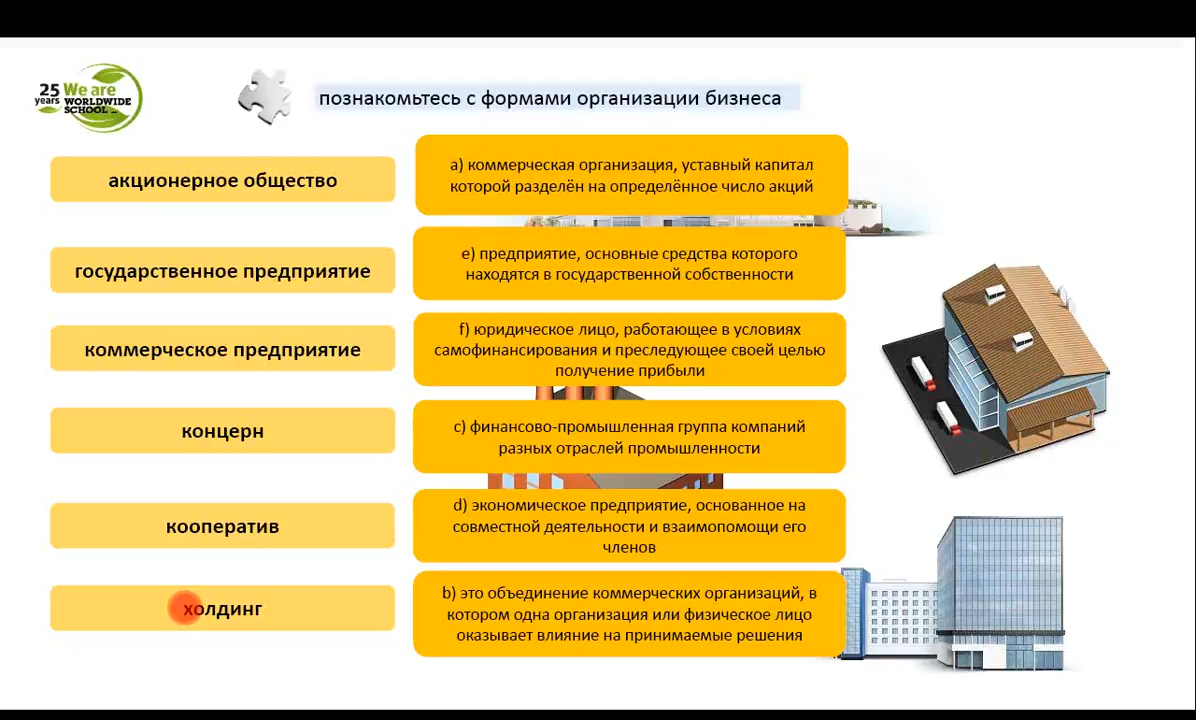 25 We are
years WORLDWIDE
SCHOOL
познакомьтесь с формами организации бизнеса
акционерное общество
a) коммерческая организация, уставный капитал
которой разделён на определённое число акций
государственное предприятие
e) предприятие, основные средства которого
находятся в государственной собственности
коммерческое предприятие
f) юридическое лицо, работающее в условиях
самофинансирования и преследующее своей целью
получение прибыли
концерн
c) финансово-промышленная группа компаний
разных отраслей промышленности
кооператив
d) экономическое предприятие, основанное на
совместной деятельности и взаимопомощи его
членов
холдинг
b) это объединение коммерческих организаций, в
котором одна организация или физическое лицо
оказывает влияние на принимаемые решения